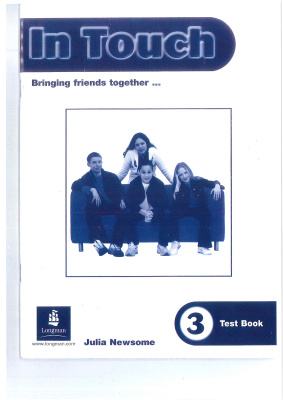 In Touch
Bringing friends together ...
3 Test Book
Longman
www.longman.com
Julia Newsome